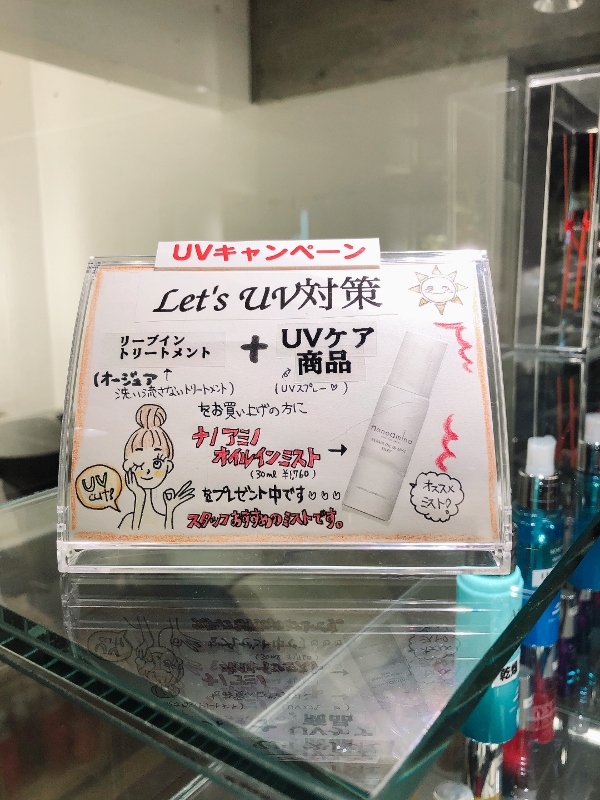 UVキャンペーン
Let's UV対策
リーブイン
トリートメント
+
UVケア
商品
(オージュア↑
洗い流さないトリートメント)
(UVスプレー♡)
をお買い上げの方に
ナノアミノ
オイルインミスト
→
(30ml ¥1,760)
をプレゼント中です♡♡♡
スタッフおすすめのミストです。
UV
cute
nanoamino
オススメ
ミスト♡
乾燥